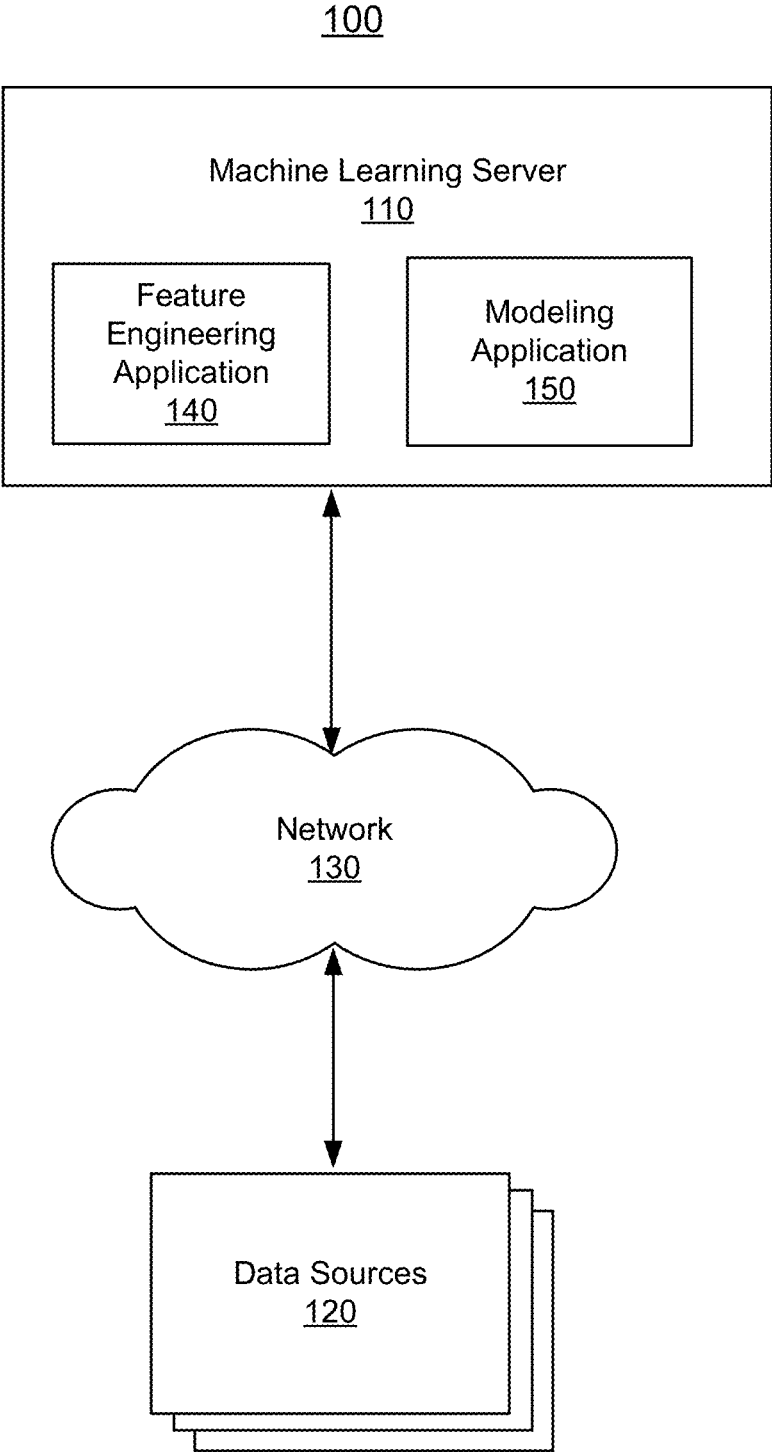 100
Machine Learning Server
110
Feature
Engineering
Application
140
Modeling
Application
150
Network
130
Data Sources
120